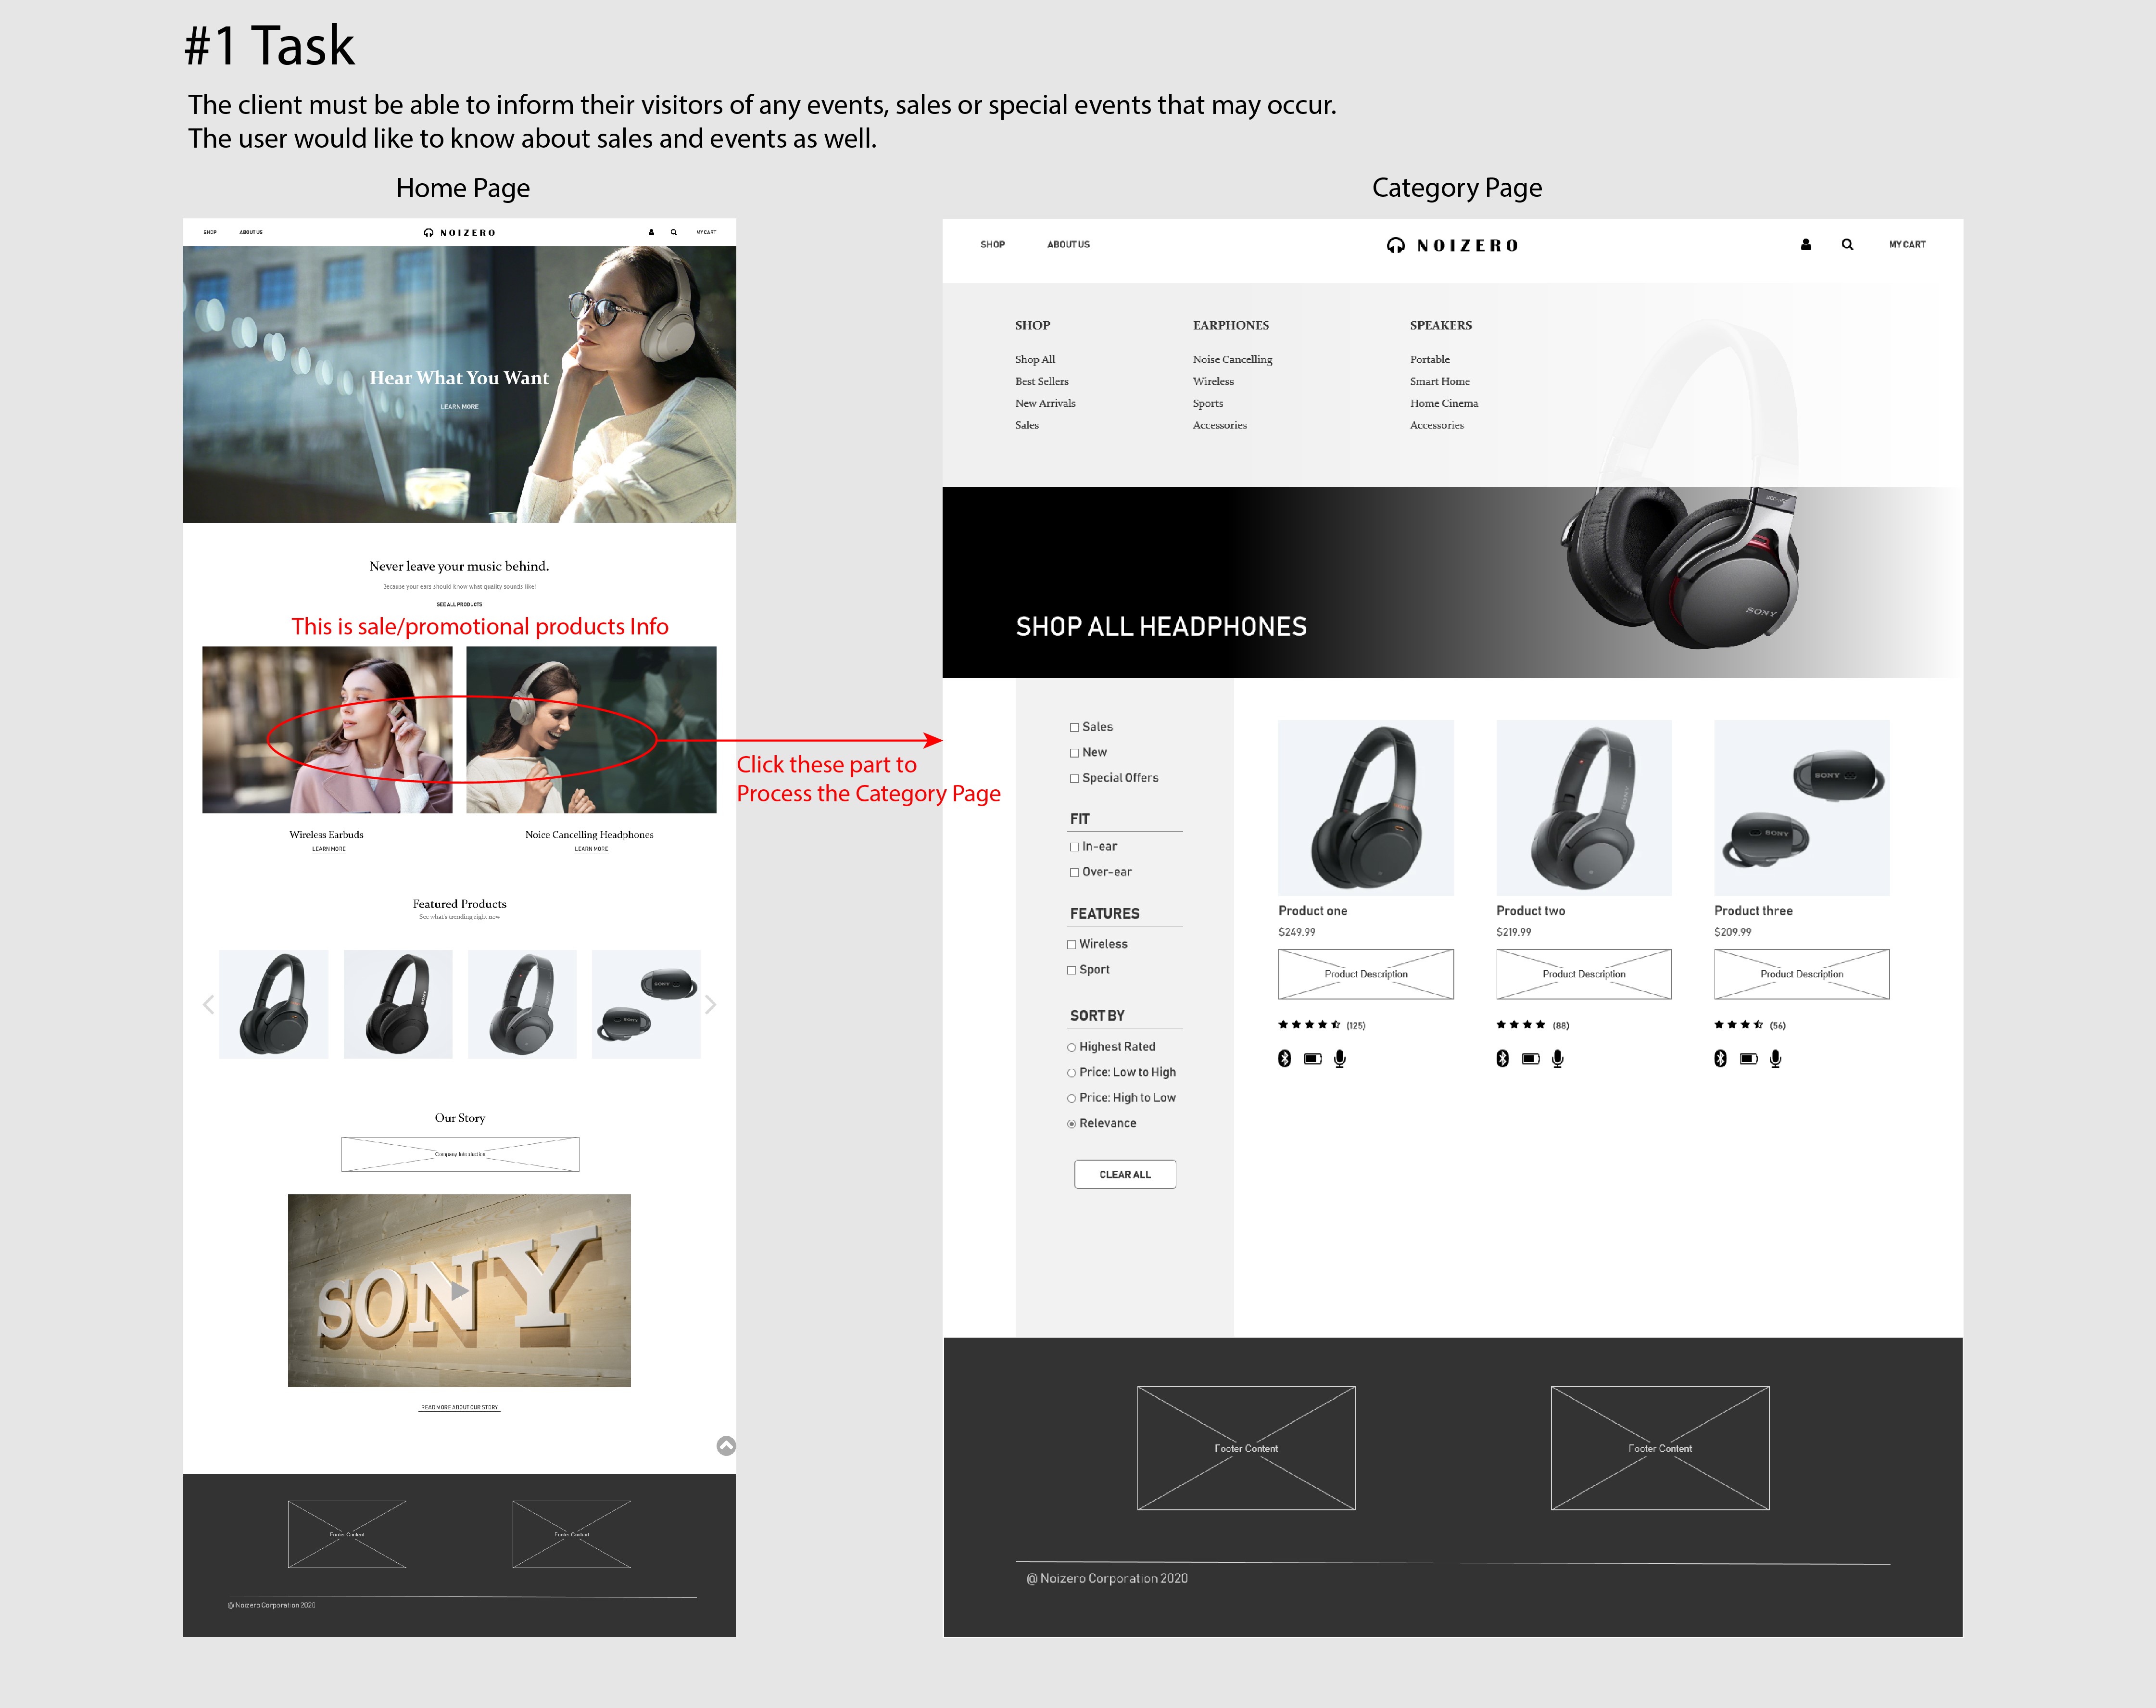 #1 Task
The client must be able to inform their visitors of any events, sales or special events that may occur.
The user would like to know about sales and events as well.
Home Page
SHOP
ABOUT US
NOIZERO
MY CART
Hear What You Want
LEARN MORE
Never leave your music behind.
Because your ears should know what quality sounds like!
SEE ALL PRODUCTS
This is sale/promotional products Info
Click these part to
Process the Category Page
Wireless Earbuds
LEARN MORE
Noice Cancelling Headphones
LEARN MORE
Featured Products
See what's trending right now
SONY
SONY
Our Story
Company Introduction
SONY
READ MORE ABOUT OUR STORY
Footer Content
Footer Content
@ Noizero Corporation 2020
Category Page
SHOP
ABOUT US
NOIZERO
MY CART
SHOP
Shop All
Best Sellers
New Arrivals
Sales
EARPHONES
Noise Cancelling
Wireless
Sports
Accessories
SPEAKERS
Portable
Smart Home
Home Cinema
Accessories
SONY
SHOP ALL HEADPHONES
Sales
New
Special Offers
FIT
In-ear
Over-ear
FEATURES
Wireless
Sport
SORT BY
Highest Rated
Price: Low to High
Price: High to Low
Relevance
CLEAR ALL
Product one
$249.99
Product Description
(125)
SONY
Product two
$219.99
Product Description
(88)
SONY
SONY
Product three
$209.99
Product Description
(56)
Footer Content
Footer Content
@ Noizero Corporation 2020